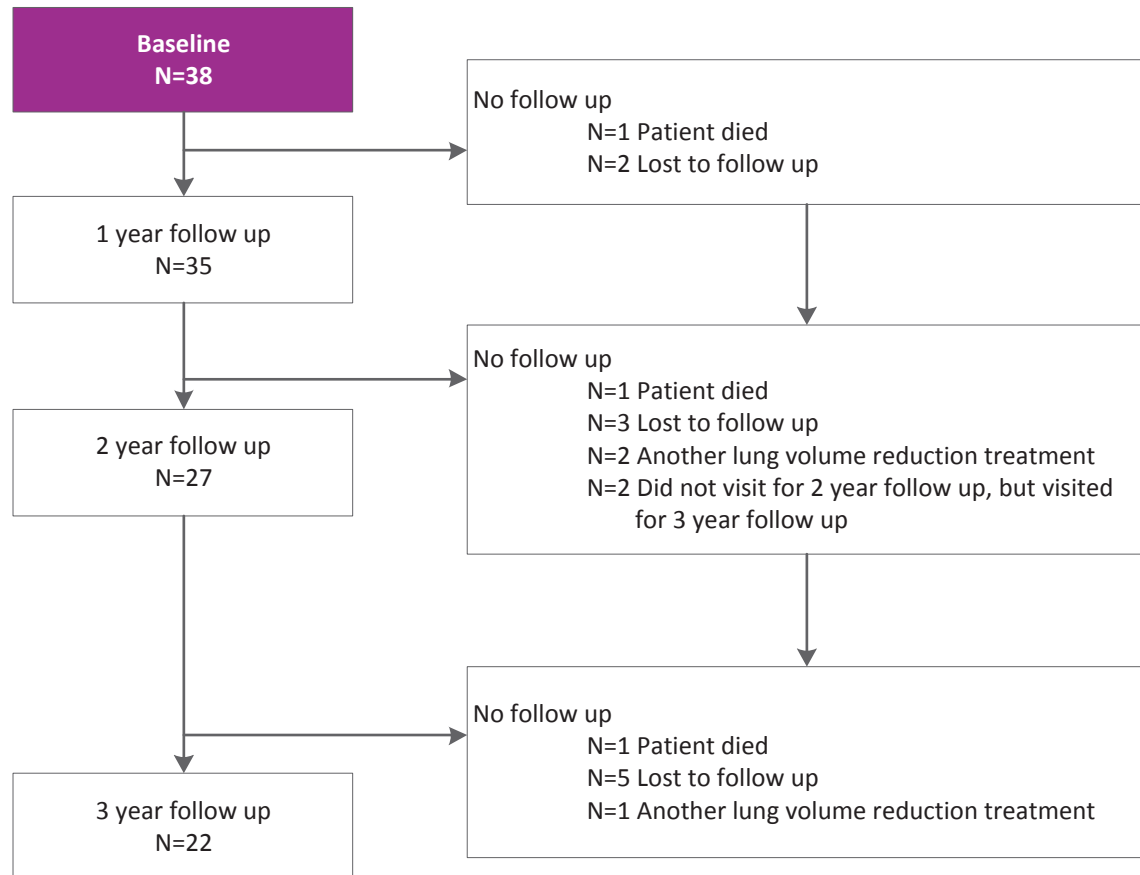 Baseline
N=38
No follow up
N=1 Patient died
N=2 Lost to follow up
1 year follow up
N=35
No follow up
N=1 Patient died
N=3 Lost to follow up
N=2 Another lung volume reduction treatment
N=2 Did not visit for 2 year follow up, but visited
for 3 year follow up
2 year follow up
N=27
No follow up
N=1 Patient died
N=5 Lost to follow up
N=1 Another lung volume reduction treatment
3 year follow up
N=22